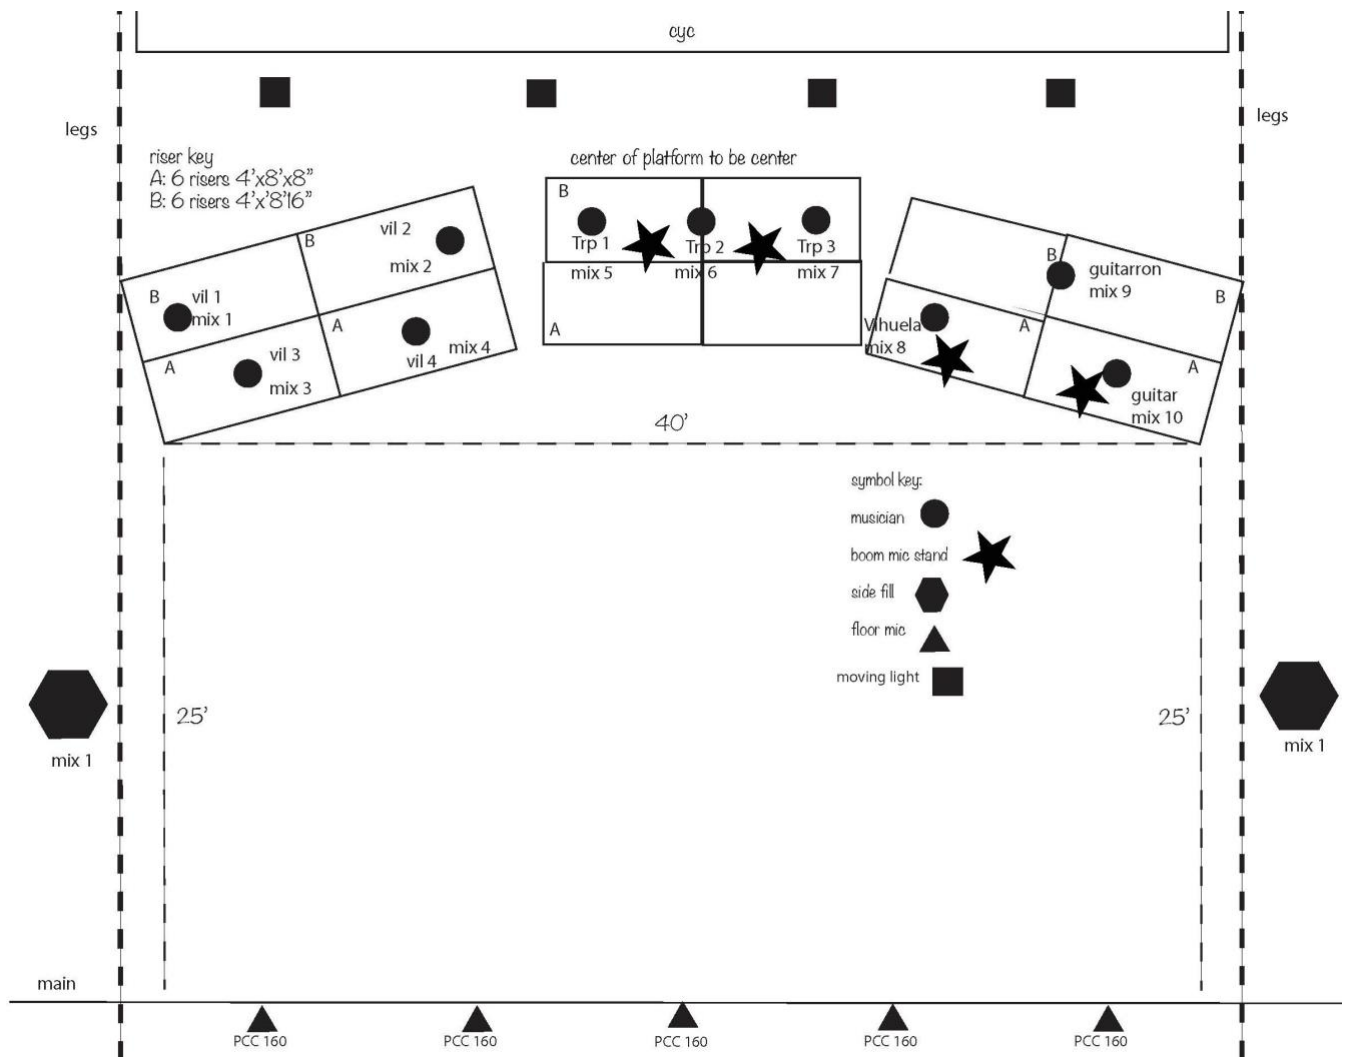 cyc
legs
legs
riser key
A: 6 risers 4'x8'x8"
B: 6 risers 4'x'8'16"
center of platform to be center
B
Trp 1
Trp 2
Trp 3
mix 5
mix 6
mix 7
A
B
vil 2
mix 2
B
vil 1
mix 1
A
vil 3
mix 3
A
vil 4
mix 4
B
guitarron
mix 9
B
Vihuela
mix 8
A
A
guitar
mix 10
40'
symbol key:
musician
boom mic stand
side fill
floor mic
moving light
25'
25'
mix 1
mix 1
main
PCC 160
PCC 160
PCC 160
PCC 160
PCC 160